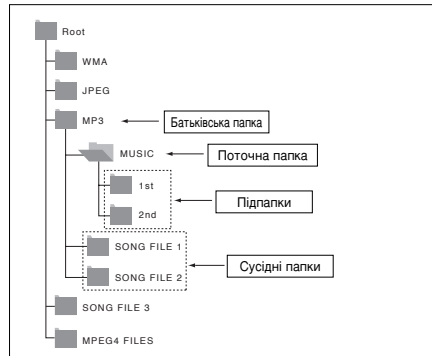 Root
WMA
JPEG
MP3
Батьківська папка
MUSIC
Поточна папка
1st
Підпапки
2nd
SONG FILE 1
Сусідні папки
SONG FILE 2
SONG FILE 3
MPEG4 FILES